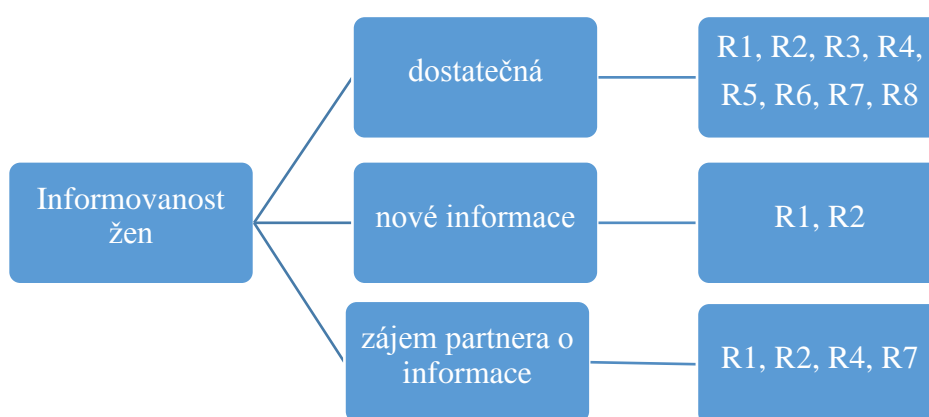 Informovanost
žen
dostatečná
R1, R2, R3, R4,
R5, R6, R7, R8
nové informace
R1, R2
zájem partnera o
informace
R1, R2, R4, R7